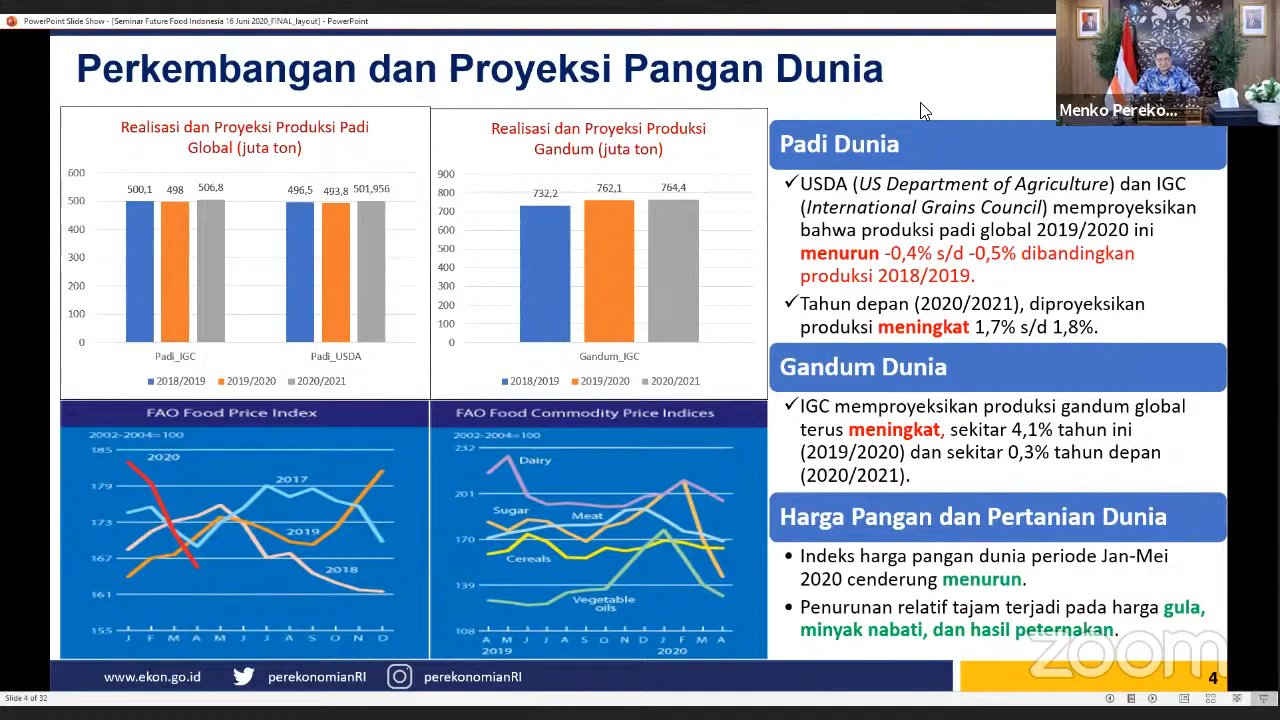 PowerPoint Slide Show - [Seminar Future Food Indonesia 16 Juni 2020_FINAL_layout] - PowerPoint
Perkembangan dan Proyeksi Pangan Dunia
Menko Pereko...
Realisasi dan Proyeksi Produksi Padi
Global (juta ton)
600
500
400
300
200
100
0
500,1
498
506,8
496,5
493,8
501,956
Padi_IGC
Padi_USDA
2018/2019
2019/2020
2020/2021
Realisasi dan Proyeksi Produksi
Gandum (juta ton)
900
800
700
600
500
400
300
200
100
0
732,2
762,1
764,4
Gandum_IGC
2018/2019
2019/2020
2020/2021
FAO Food Price Index
2002-2004=100
185
179
173
167
161
155
2020
2017
2019
2018
J F M A M J J A S O N D
FAO Food Commodity Price Indices
2002-2004=100
232
201
170
139
108
Dairy
Sugar
Meat
Cereals
Vegetable
oils
A M J J A S O N D J F M A
2019
2020
Padi Dunia
✓USDA (US Department of Agriculture) dan IGC
(International Grains Council) memproyeksikan
bahwa produksi padi global 2019/2020 ini
menurun -0,4% s/d -0,5% dibandingkan
produksi 2018/2019.
✓Tahun depan (2020/2021), diproyeksikan
produksi meningkat 1,7% s/d 1,8%.
Gandum Dunia
✓IGC memproyeksikan produksi gandum global
terus meningkat, sekitar 4,1% tahun ini
(2019/2020) dan sekitar 0,3% tahun depan
(2020/2021).
Harga Pangan dan Pertanian Dunia
• Indeks harga pangan dunia periode Jan-Mei
2020 cenderung menurun.
• Penurunan relatif tajam terjadi pada harga gula,
minyak nabati, dan hasil peternakan.
zoom
www.ekon.go.id
perekonomianRI
perekonomianRI
4
Slide 4 of 32